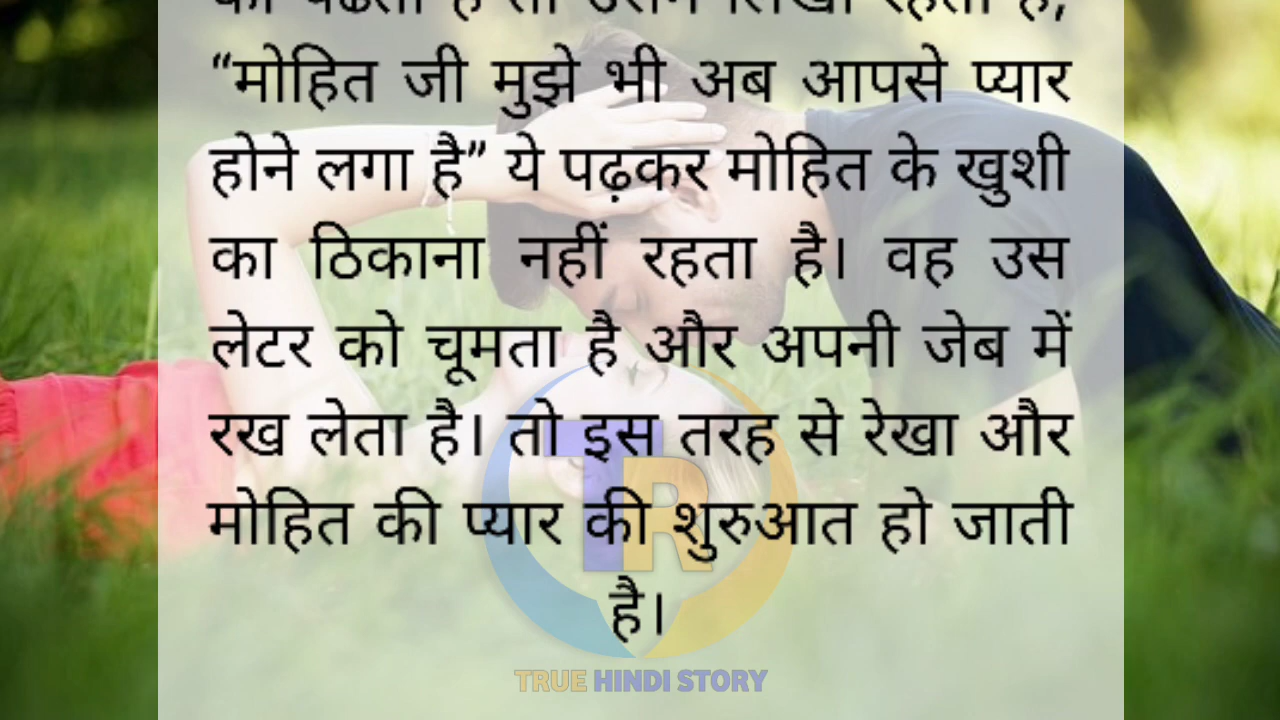 “मोहित जी मुझे भी अब आपसे प्यार
होने लगा है” ये पढ़कर मोहित के खुशी
का ठिकाना नहीं रहता है। वह उस
लेटर को चूमता है और अपनी जेब में
रख लेता है। तो इस तरह से रेखा और
मोहित की प्यार की शुरुआत हो जाती
है।
TR
TRUE HINDI STORY